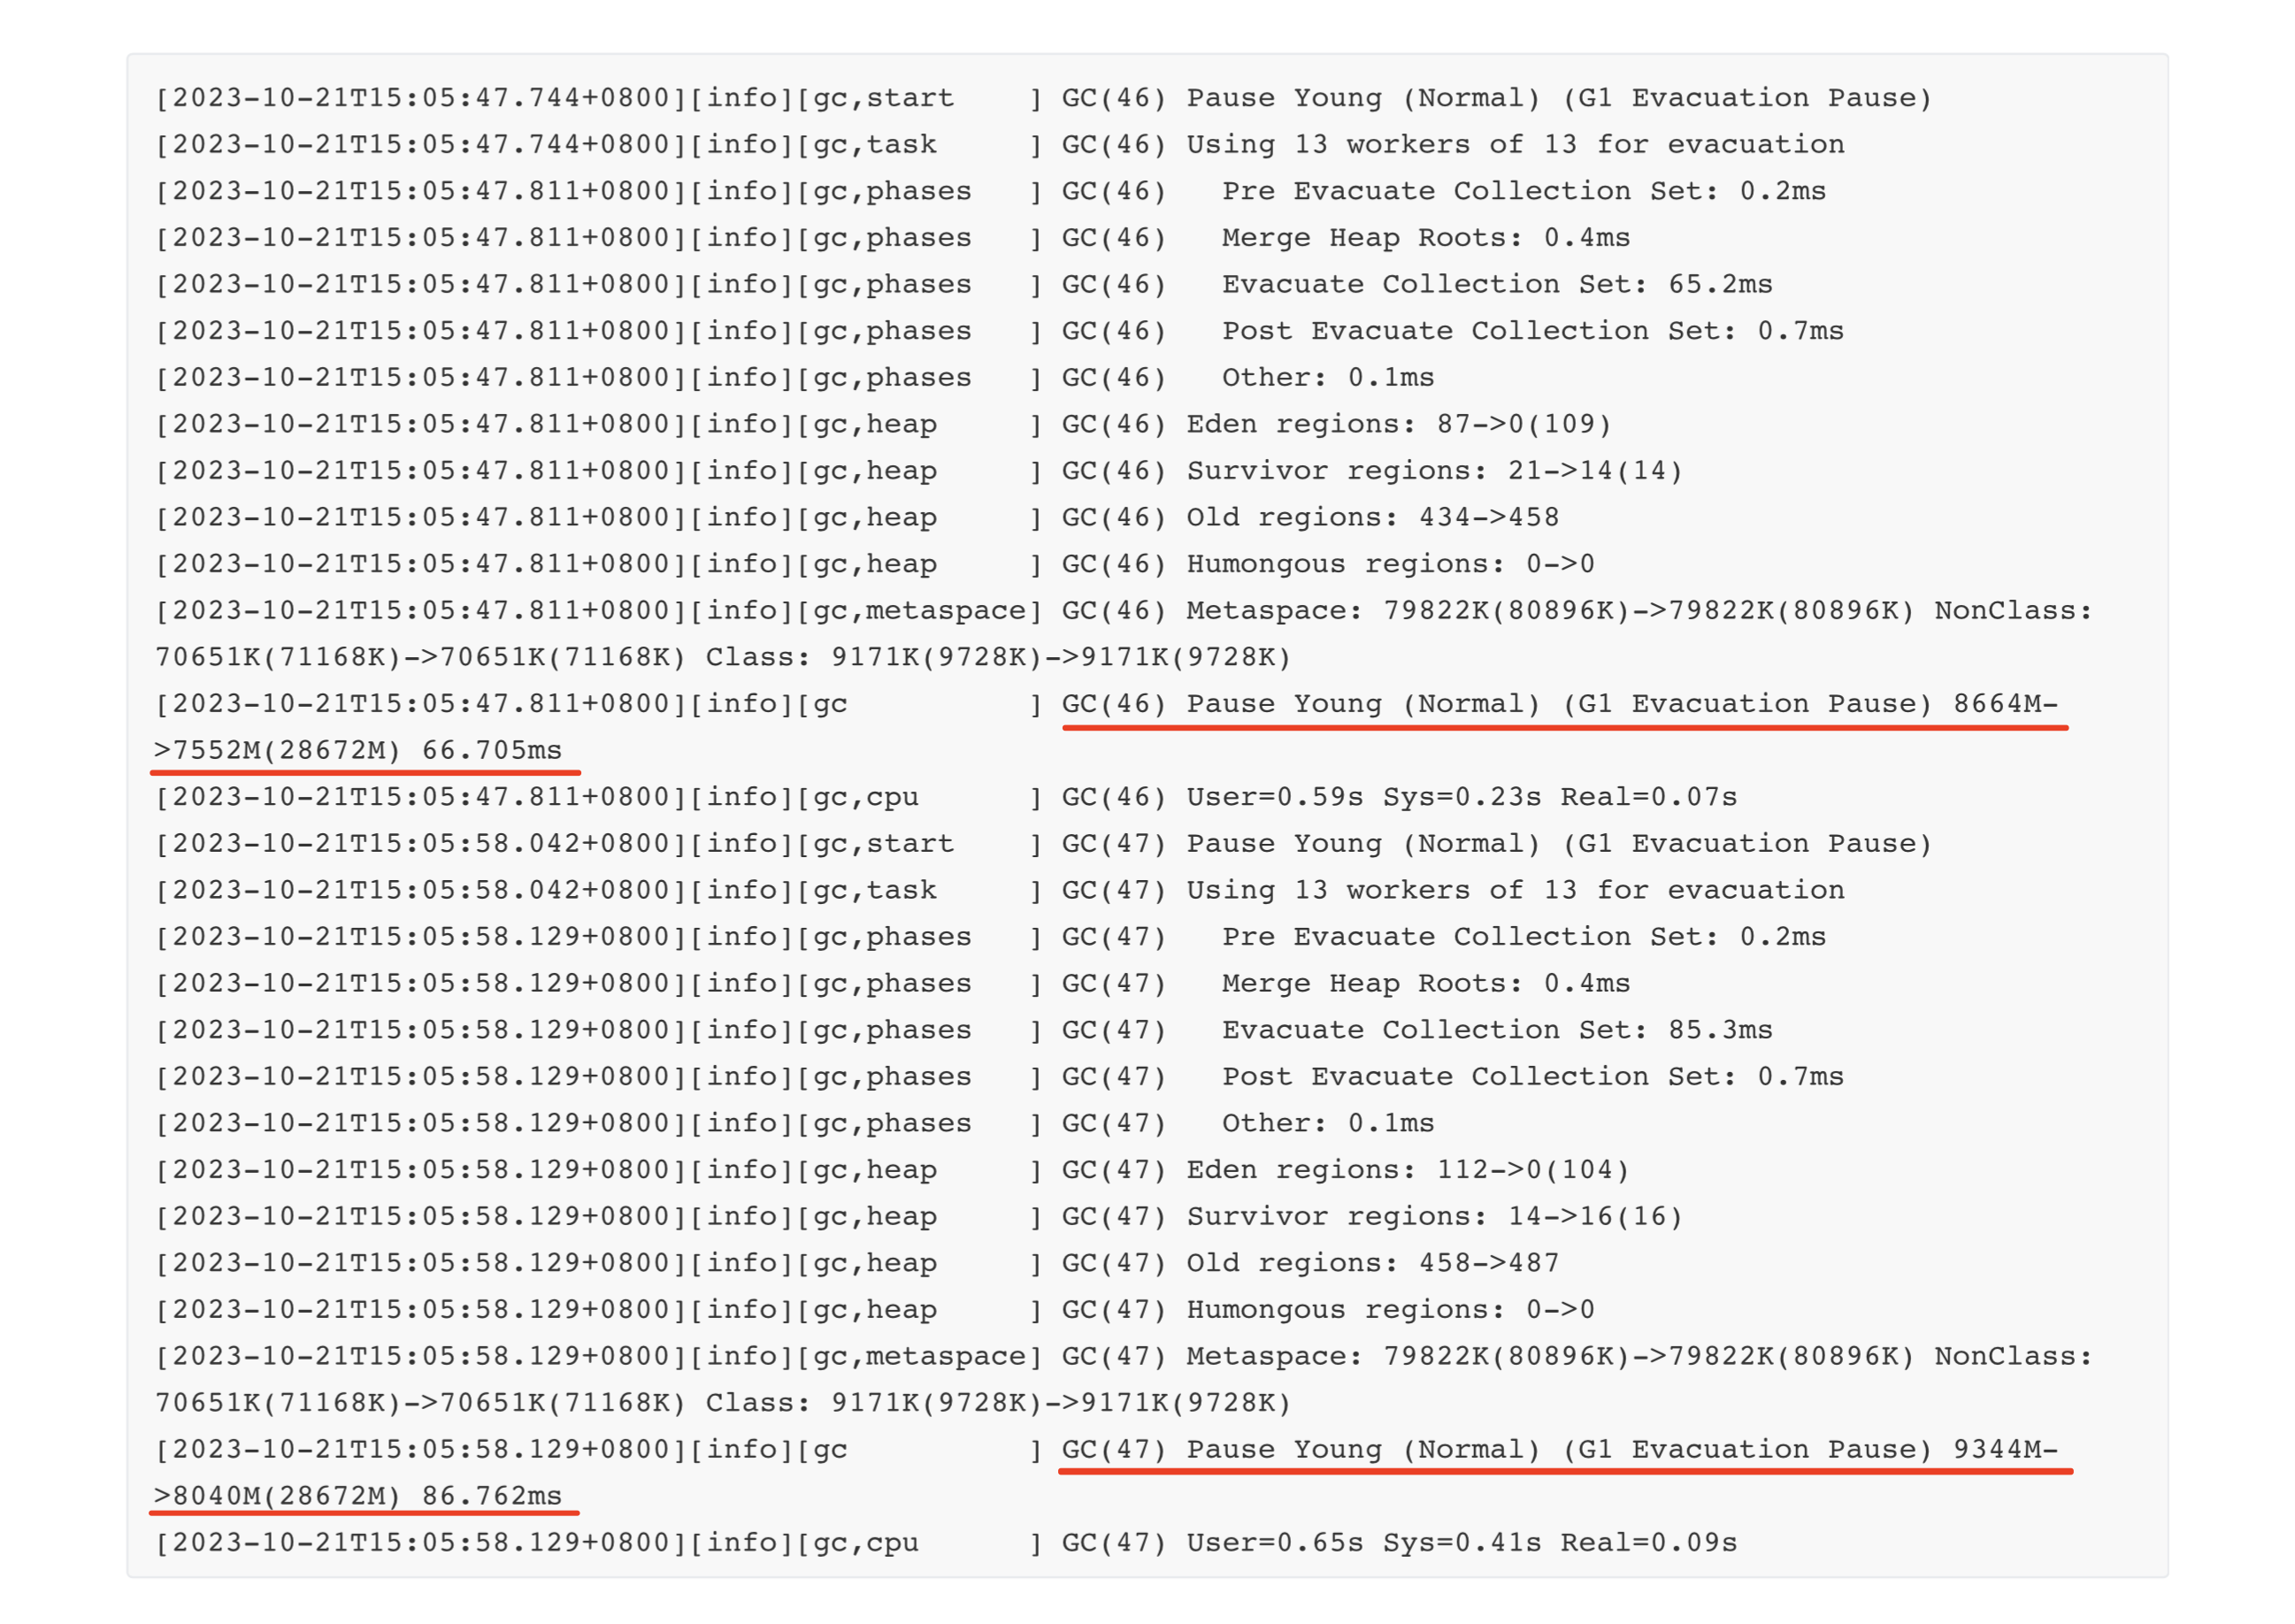 [2023-10-21T15:05:47.744+0800][info][gc,start    ] GC(46) Pause Young (Normal) (G1 Evacuation Pause)
[2023-10-21T15:05:47.744+0800][info][gc,task     ] GC(46) Using 13 workers of 13 for evacuation
[2023-10-21T15:05:47.811+0800][info][gc,phases   ] GC(46)   Pre Evacuate Collection Set: 0.2ms
[2023-10-21T15:05:47.811+0800][info][gc,phases   ] GC(46)   Merge Heap Roots: 0.4ms
[2023-10-21T15:05:47.811+0800][info][gc,phases   ] GC(46)   Evacuate Collection Set: 65.2ms
[2023-10-21T15:05:47.811+0800][info][gc,phases   ] GC(46)   Post Evacuate Collection Set: 0.7ms
[2023-10-21T15:05:47.811+0800][info][gc,phases   ] GC(46)   Other: 0.1ms
[2023-10-21T15:05:47.811+0800][info][gc,heap     ] GC(46) Eden regions: 87->0(109)
[2023-10-21T15:05:47.811+0800][info][gc,heap     ] GC(46) Survivor regions: 21->14(14)
[2023-10-21T15:05:47.811+0800][info][gc,heap     ] GC(46) Old regions: 434->458
[2023-10-21T15:05:47.811+0800][info][gc,heap     ] GC(46) Humongous regions: 0->0
[2023-10-21T15:05:47.811+0800][info][gc,metaspace] GC(46) Metaspace: 79822K(80896K)->79822K(80896K) NonClass:
70651K(71168K)->70651K(71168K) Class: 9171K(9728K)->9171K(9728K)
[2023-10-21T15:05:47.811+0800][info][gc          ] GC(46) Pause Young (Normal) (G1 Evacuation Pause) 8664M-
>7552M(28672M) 66.705ms
[2023-10-21T15:05:47.811+0800][info][gc,cpu      ] GC(46) User=0.59s Sys=0.23s Real=0.07s
[2023-10-21T15:05:58.042+0800][info][gc,start    ] GC(47) Pause Young (Normal) (G1 Evacuation Pause)
[2023-10-21T15:05:58.042+0800][info][gc,task     ] GC(47) Using 13 workers of 13 for evacuation
[2023-10-21T15:05:58.129+0800][info][gc,phases   ] GC(47)   Pre Evacuate Collection Set: 0.2ms
[2023-10-21T15:05:58.129+0800][info][gc,phases   ] GC(47)   Merge Heap Roots: 0.4ms
[2023-10-21T15:05:58.129+0800][info][gc,phases   ] GC(47)   Evacuate Collection Set: 85.3ms
[2023-10-21T15:05:58.129+0800][info][gc,phases   ] GC(47)   Post Evacuate Collection Set: 0.7ms
[2023-10-21T15:05:58.129+0800][info][gc,phases   ] GC(47)   Other: 0.1ms
[2023-10-21T15:05:58.129+0800][info][gc,heap     ] GC(47) Eden regions: 112->0(104)
[2023-10-21T15:05:58.129+0800][info][gc,heap     ] GC(47) Survivor regions: 14->16(16)
[2023-10-21T15:05:58.129+0800][info][gc,heap     ] GC(47) Old regions: 458->487
[2023-10-21T15:05:58.129+0800][info][gc,heap     ] GC(47) Humongous regions: 0->0
[2023-10-21T15:05:58.129+0800][info][gc,metaspace] GC(47) Metaspace: 79822K(80896K)->79822K(80896K) NonClass:
70651K(71168K)->70651K(71168K) Class: 9171K(9728K)->9171K(9728K)
[2023-10-21T15:05:58.129+0800][info][gc          ] GC(47) Pause Young (Normal) (G1 Evacuation Pause) 9344M-
>8040M(28672M) 86.762ms
[2023-10-21T15:05:58.129+0800][info][gc,cpu      ] GC(47) User=0.65s Sys=0.41s Real=0.09s